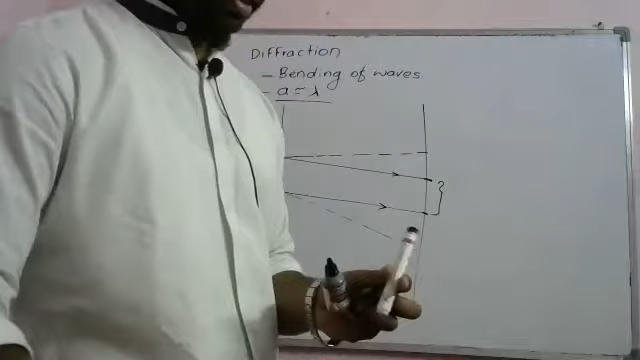 Diffraction
- Bending of waves
- a ≈ λ